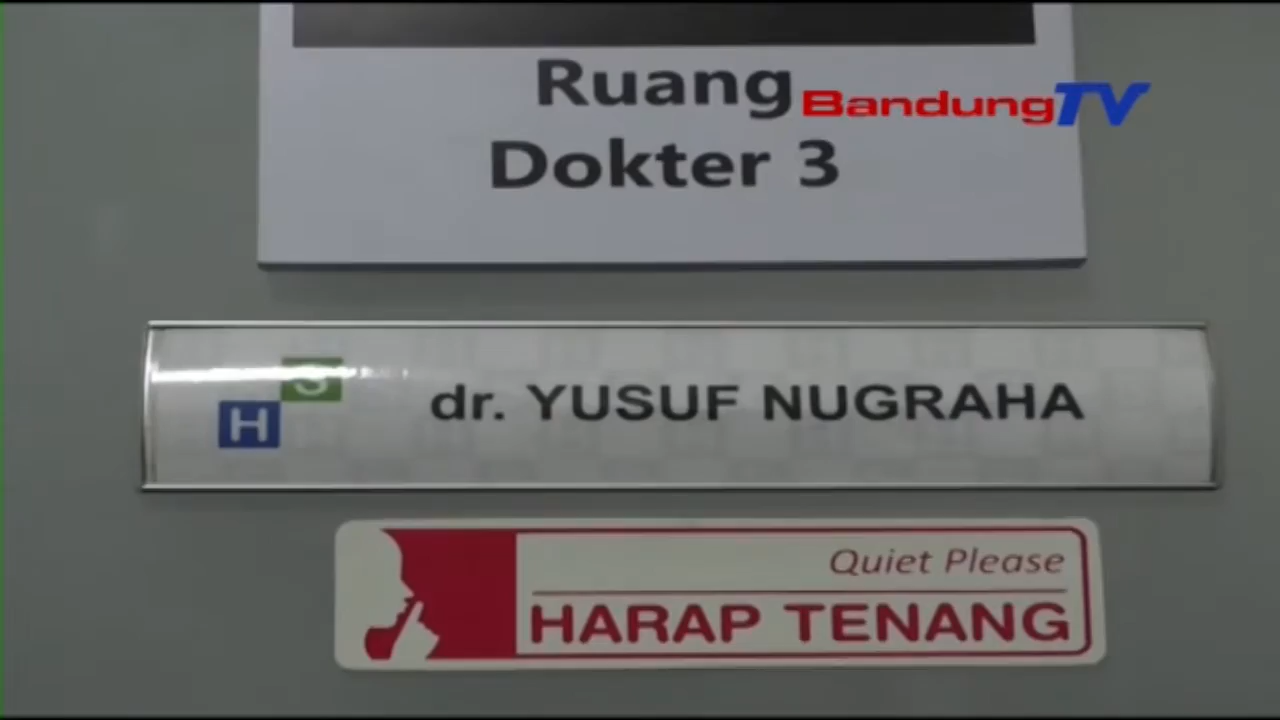 Ruang
BandungTV
Dokter 3
S
H
dr. YUSUF NUGRAHA
Quiet Please
HARAP TENANG